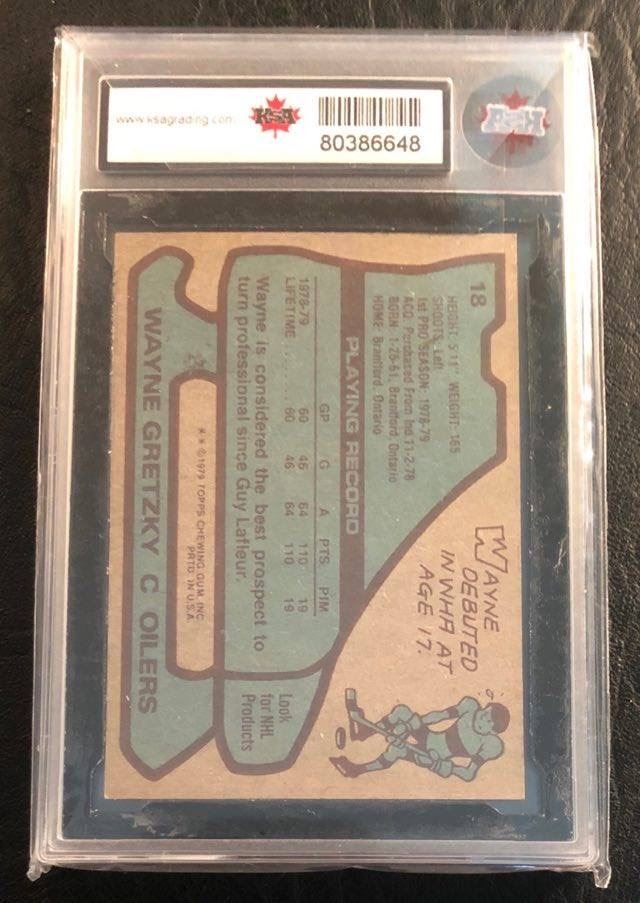 www.ksagrading.com
KSA
80386648
KSA
18
HEIGHT: 5'11" WEIGHT: 165
SHOOTS: Left
1st PRO SEASON: 1978-79
ACQ: Purchased From Ind 11-2-78
BORN: 1-26-61, Brantford, Ontario
HOME: Brantford, Ontario
WAYNE
DEBUTED
IN WHA AT
AGE 17.
PLAYING RECORD
GP G A PTS. PIM
1978-79 60 46 64 110 19
LIFETIME ....... 60 46 64 110 19
Wayne is considered the best prospect to
turn professional since Guy Lafleur.
Look
for NHL
Products
** ©1979 TOPPS CHEWING GUM, INC.
PRTD. IN U.S.A.
WAYNE GRETZKY C OILERS